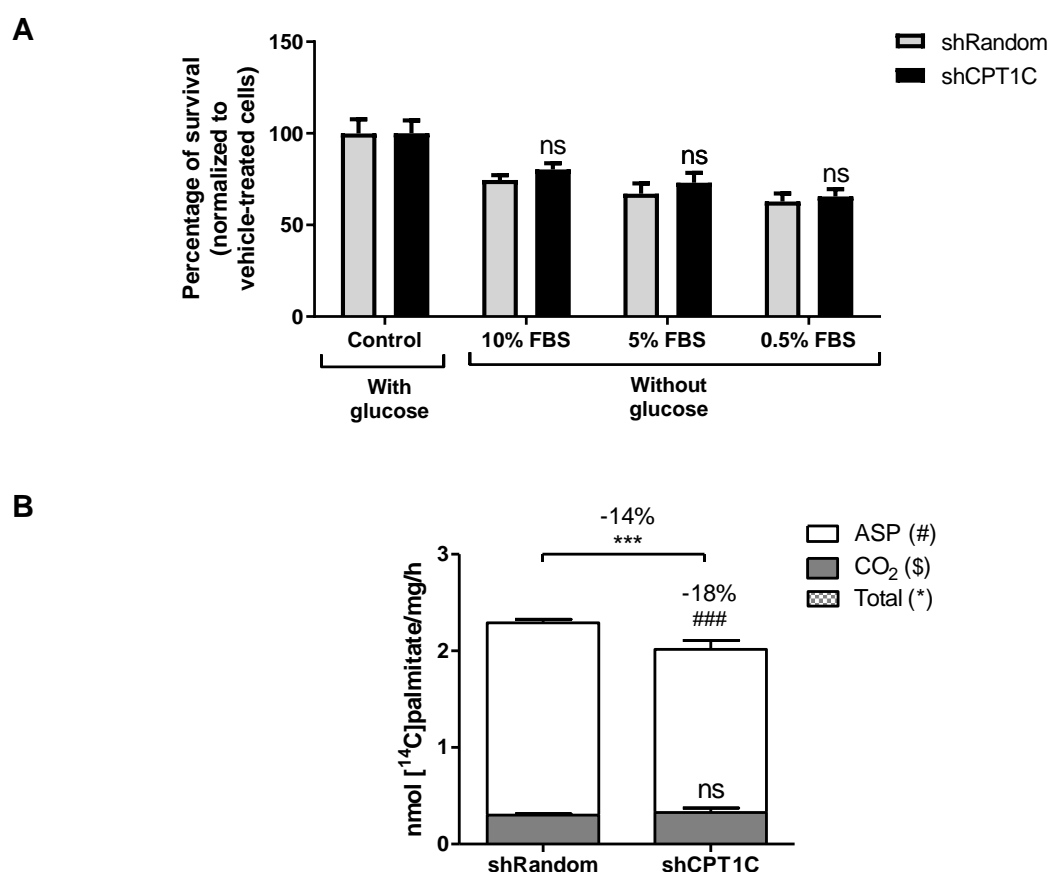 A
Percentage of survival
(normalized to
vehicle-treated cells)
150
100
50
0
shRandom
shCPT1C
ns
ns
ns
Control
10% FBS
5% FBS
0.5% FBS
With
glucose
Without
glucose
B
nmol [¹⁴C]palmitate/mg/h
3
2
1
0
-14%
***
-18%
###
ns
ASP (#)
CO₂ ($)
Total (*)
shRandom
shCPT1C